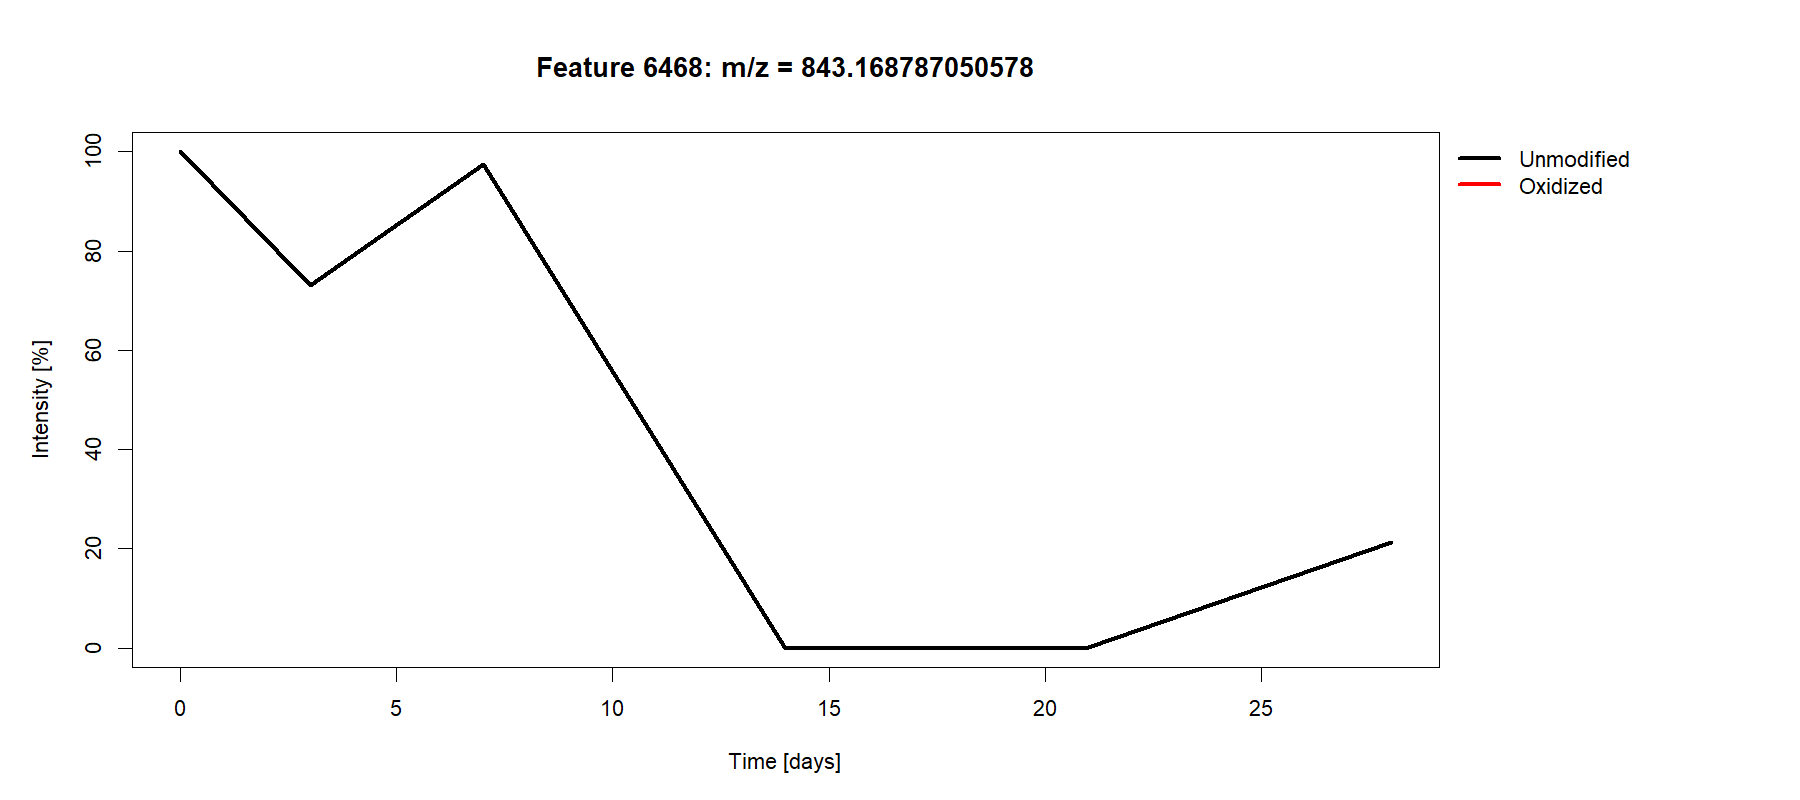 Feature 6468: m/z = 843.168787050578
Unmodified
Oxidized
Intensity [%]
100
80
60
40
20
0
0 5 10 15 20 25
Time [days]